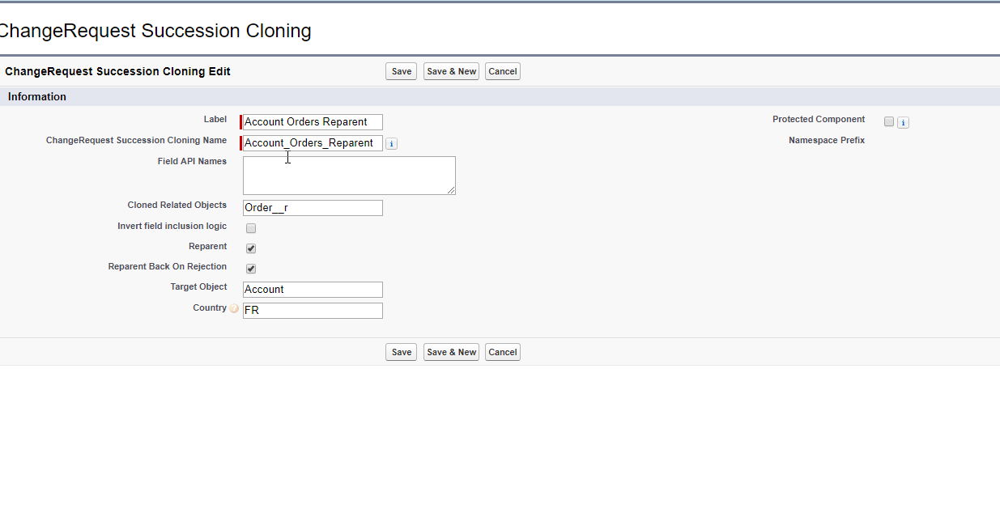 ChangeRequest Succession Cloning
ChangeRequest Succession Cloning Edit
Save
Save & New
Cancel
Information
Label
Account Orders Reparent
Protected Component
i
ChangeRequest Succession Cloning Name
Account_Orders_Reparent
i
Namespace Prefix
Field API Names
Cloned Related Objects
Order__r
Invert field inclusion logic
Reparent
Reparent Back On Rejection
Target Object
Account
Country
?
FR
Save
Save & New
Cancel